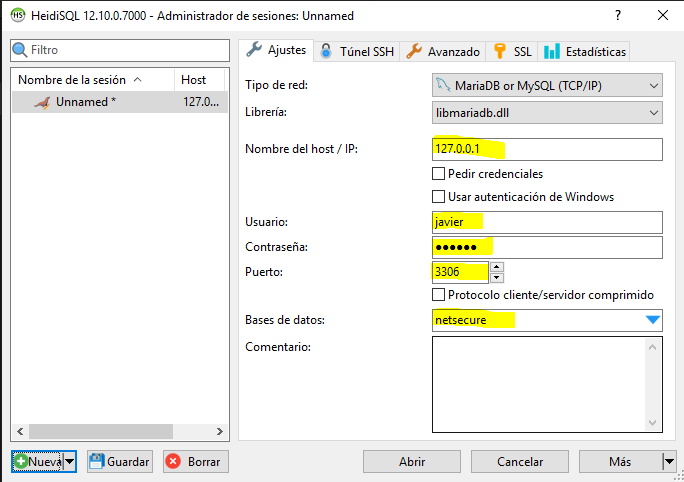 HeidiSQL 12.10.0.7000 - Administrador de sesiones: Unnamed
Filtro
Nombre de la sesión Host
Unnamed * 127.0...
Ajustes Túnel SSH Avanzado SSL Estadísticas
Tipo de red: MariaDB or MySQL (TCP/IP)
Librería: libmariadb.dll
Nombre del host / IP: 127.0.0.1
Pedir credenciales
Usar autenticación de Windows
Usuario: javier
Contraseña: ●●●●●●
Puerto: 3306
Protocolo cliente/servidor comprimido
Bases de datos: netsecure
Comentario:
Nueva Guardar Borrar Abrir Cancelar Más